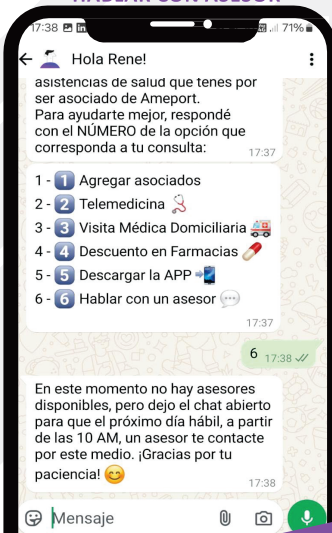 HABLAR CON ASESOR
17:38
71%
Hola Rene!
asistencias de salud que tenes por
ser asociado de Ameport.
Para ayudarte mejor, respondé
con el NÚMERO de la opción que
corresponda a tu consulta:
17:37
1 - 1️⃣ Agregar asociados
2 - 2️⃣ Telemedicina 🩺
3 - 3️⃣ Visita Médica Domiciliaria 🚑
4 - 4️⃣ Descuento en Farmacias 💊
5 - 5️⃣ Descargar la APP 📲
6 - 6️⃣ Hablar con un asesor 💬
17:37
6 17:38
En este momento no hay asesores
disponibles, pero dejo el chat abierto
para que el próximo día hábil, a partir
de las 10 AM, un asesor te contacte
por este medio. ¡Gracias por tu
paciencia! 😊
17:38
Mensaje